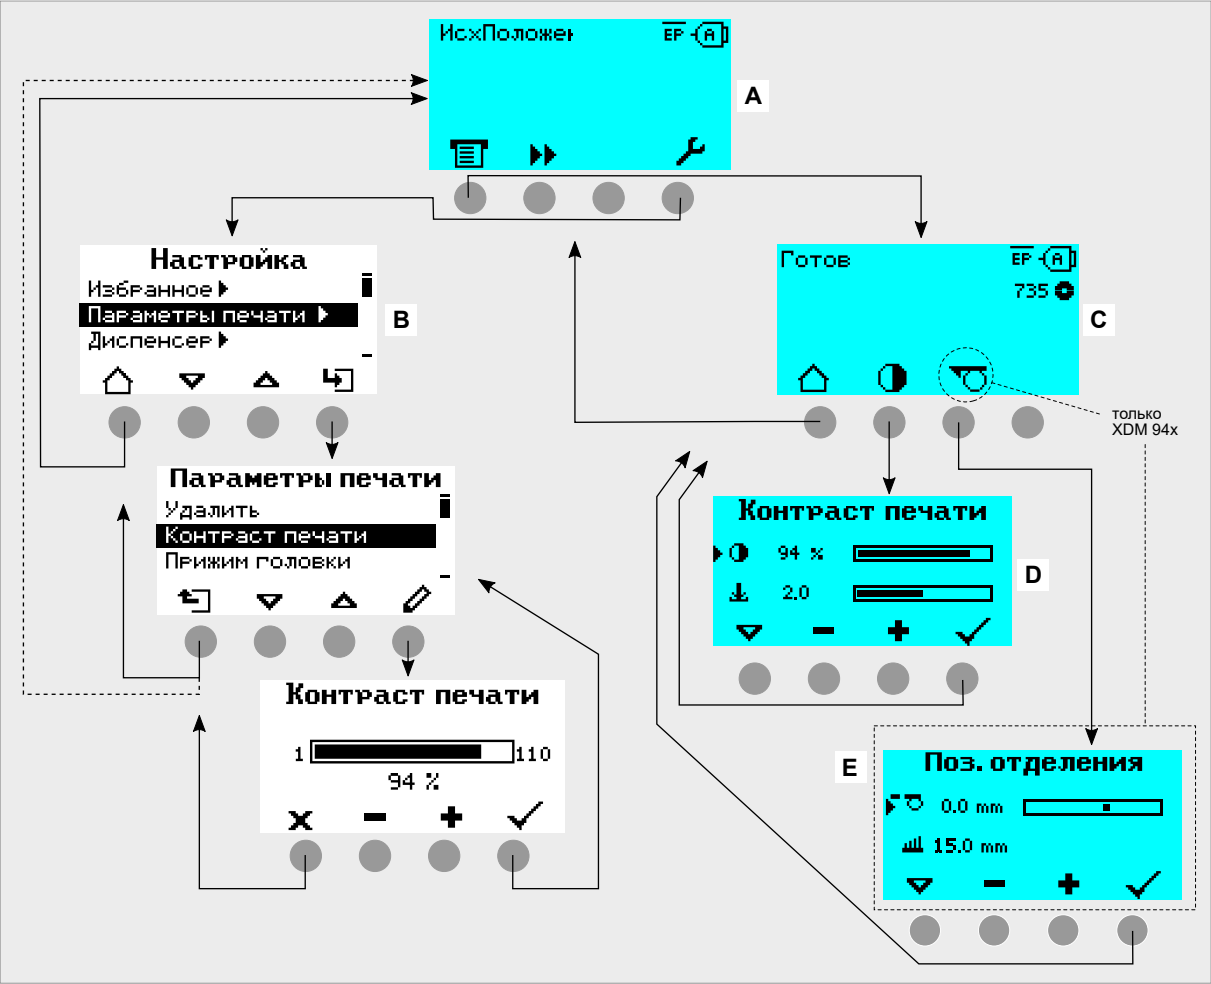 ИсхПоложен
EP
A
A
Настройка
Избранное
Параметры печати
Диспенсер
B
Готов
EP
A
735
C
только
XDM 94x
Параметры печати
Удалить
Контраст печати
Прижим головки
Контраст печати
94 %
2.0
D
Контраст печати
1
110
94 %
E
Поз. отделения
0.0 mm
15.0 mm